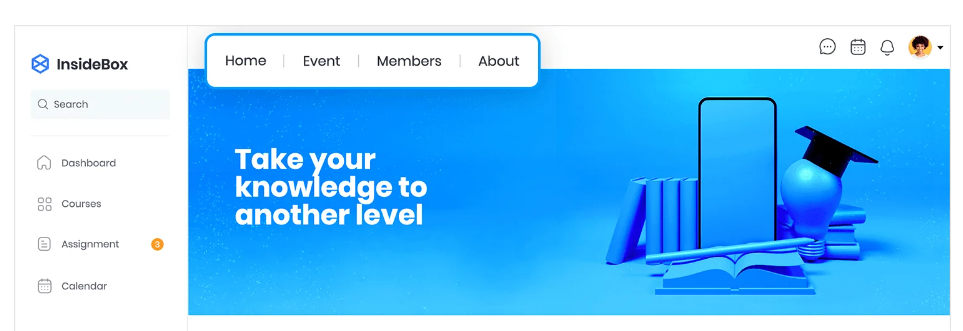 InsideBox
Search
Dashboard
Courses
Assignment 3
Calendar
Home Event Members About
Take your
knowledge to
another level